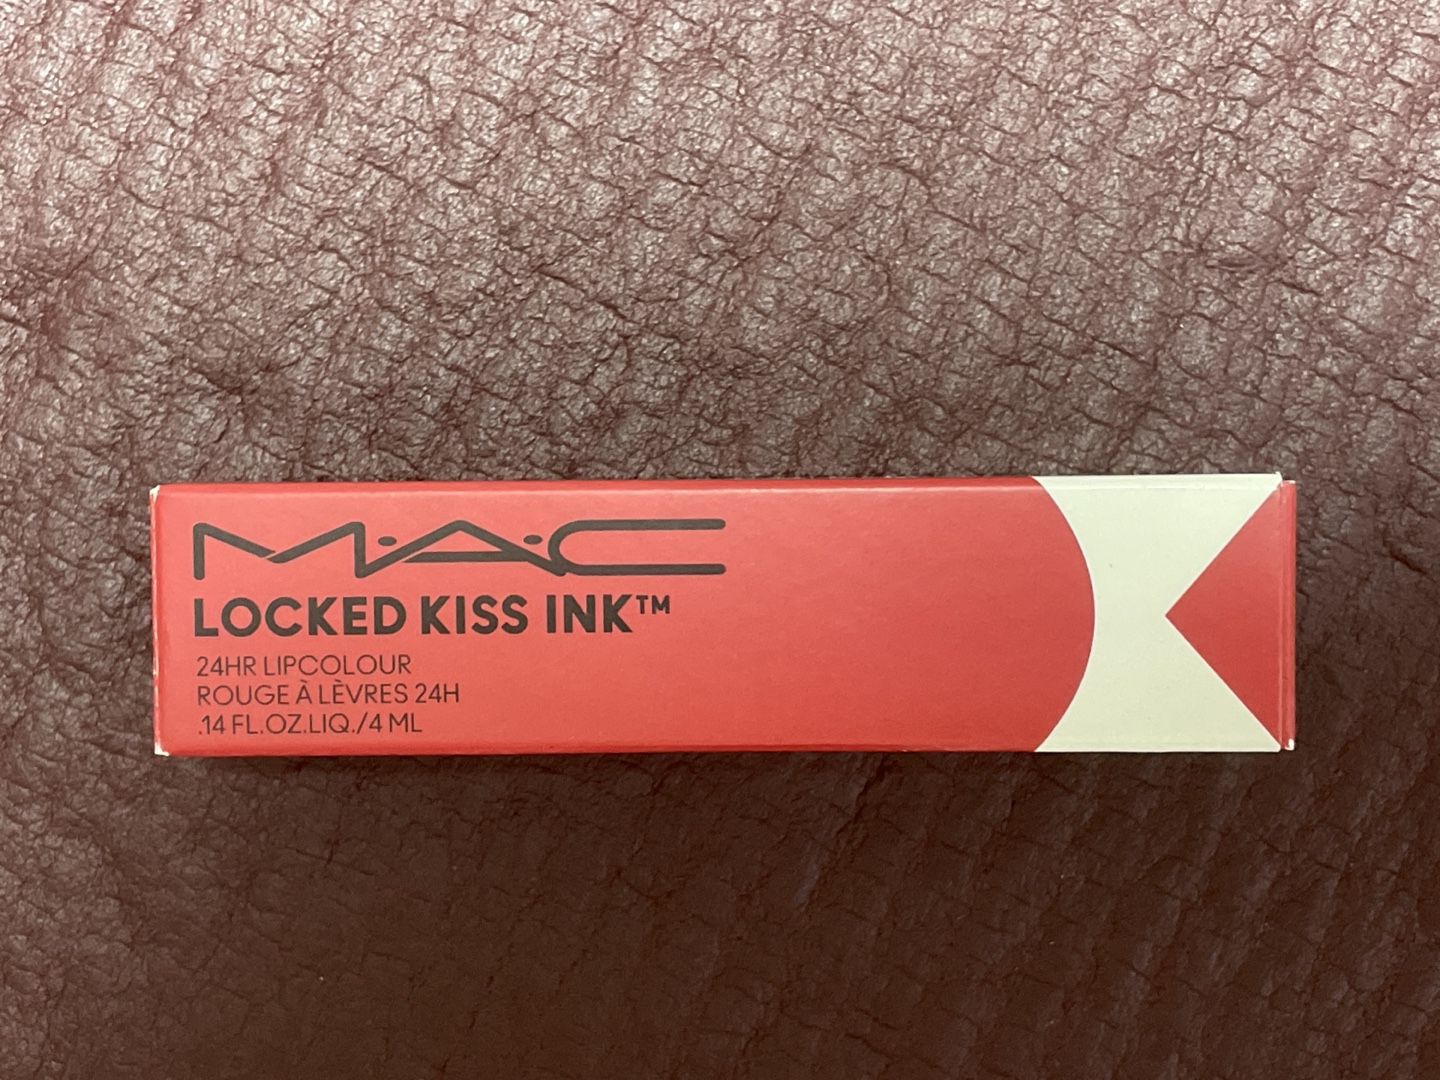 M·A·C
LOCKED KISS INK™
24HR LIPCOLOUR
ROUGE À LÈVRES 24H
.14 FL.OZ.LIQ./4 ML